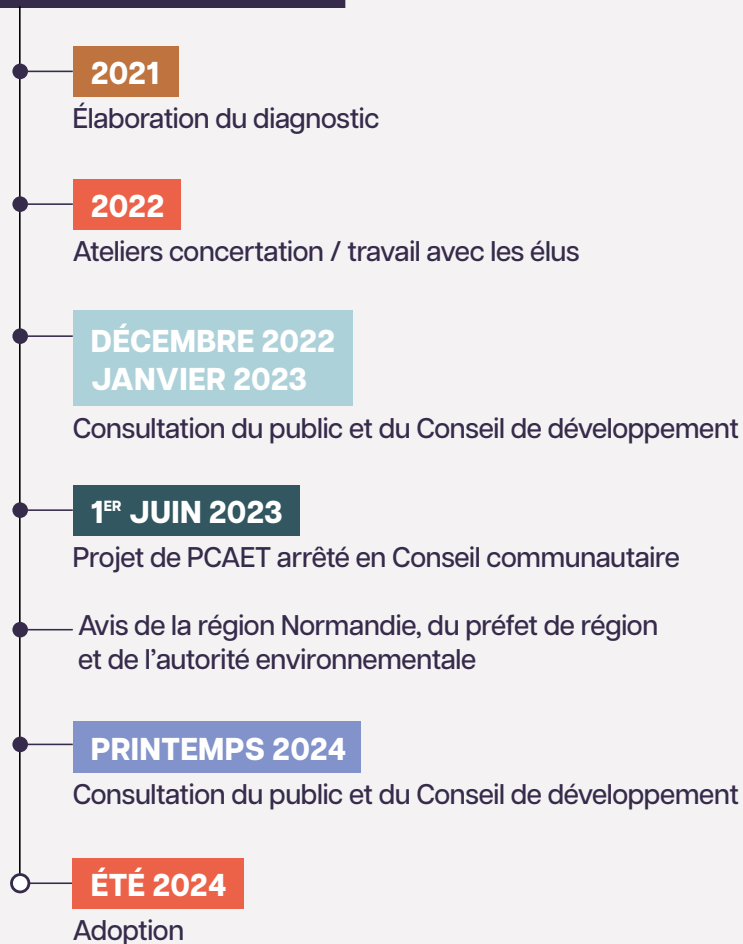 2021
Élaboration du diagnostic
2022
Ateliers concertation / travail avec les élus
DÉCEMBRE 2022
JANVIER 2023
Consultation du public et du Conseil de développement
1ER JUIN 2023
Projet de PCAET arrêté en Conseil communautaire
Avis de la région Normandie, du préfet de région
et de l’autorité environnementale
PRINTEMPS 2024
Consultation du public et du Conseil de développement
ÉTÉ 2024
Adoption